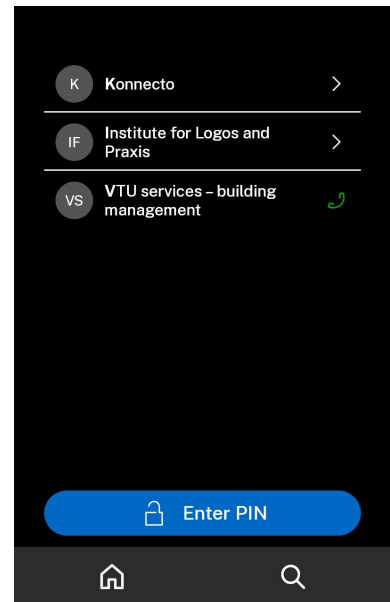 K
Konnecto
IF
Institute for Logos and
Praxis
VS
VTU services – building
management
Enter PIN